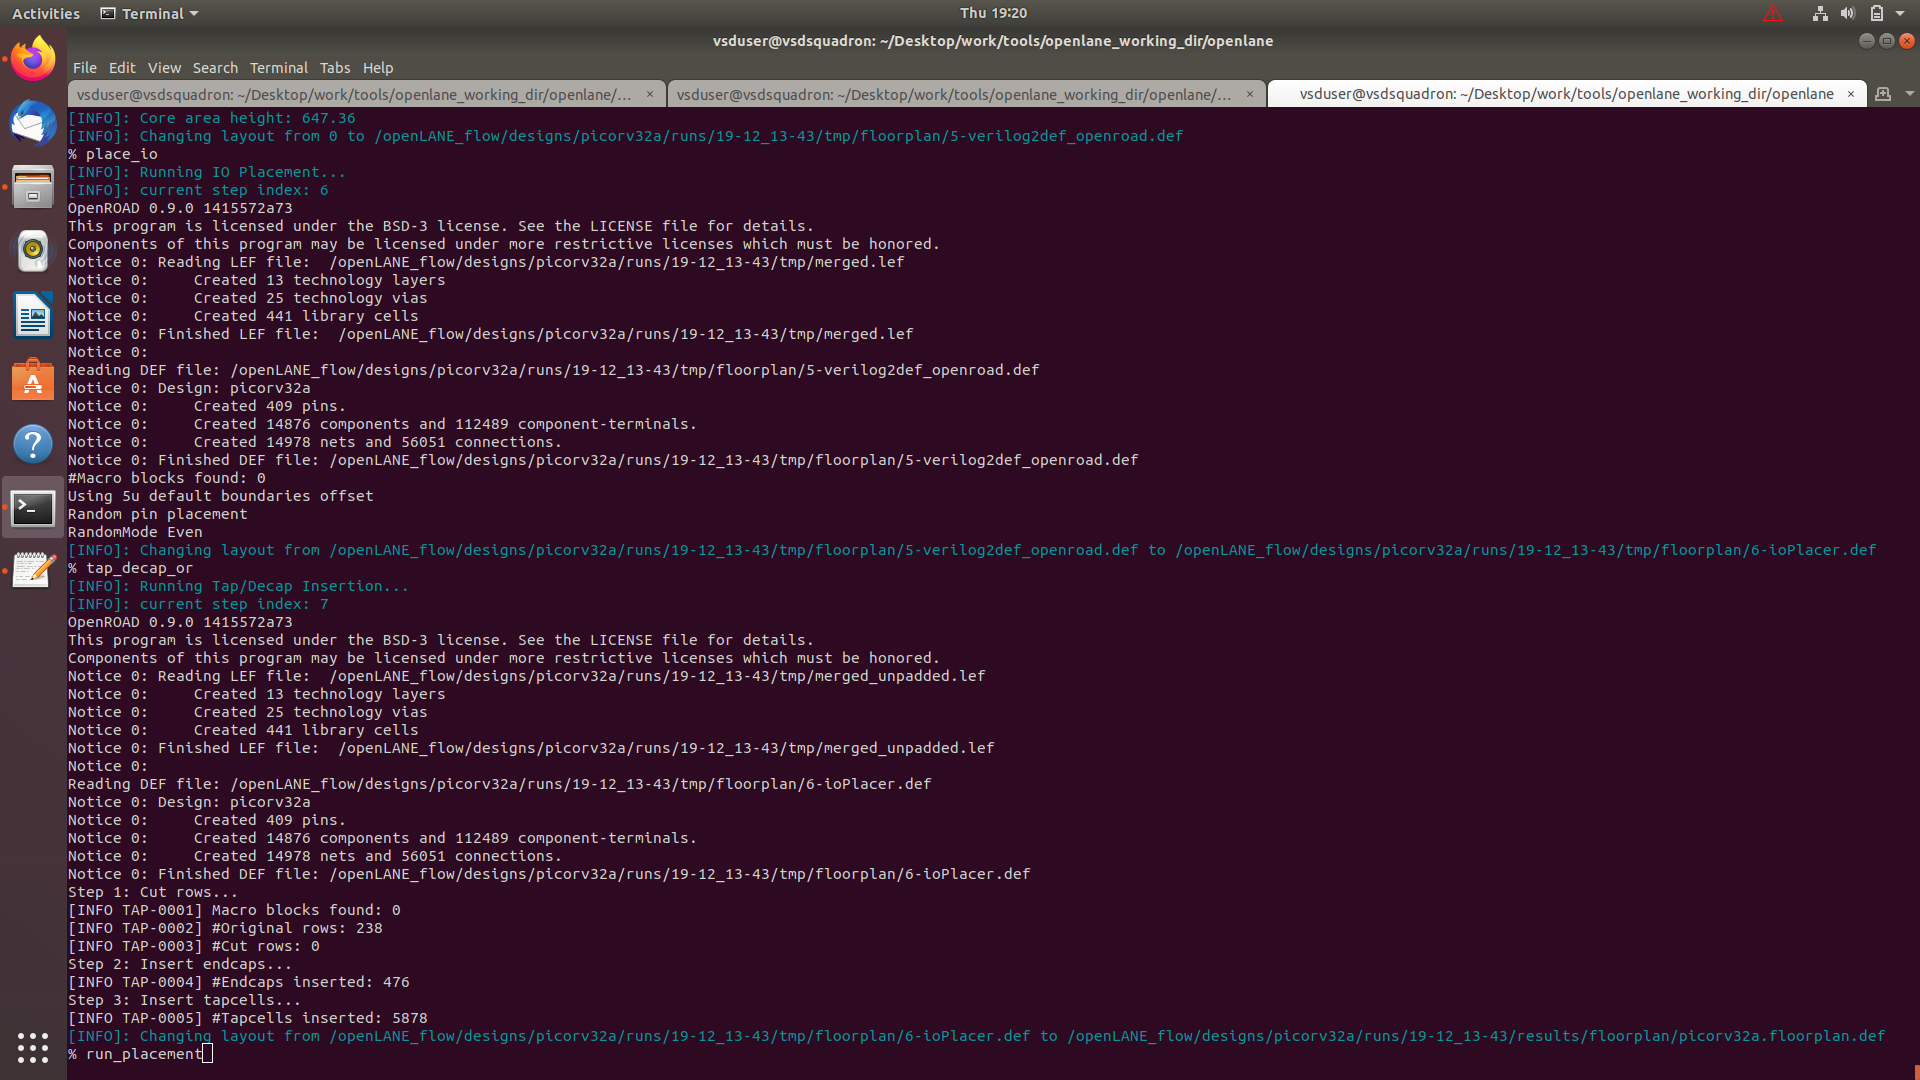 Activities
Terminal
Thu 19:20
vsduser@vsdsquadron: ~/Desktop/work/tools/openlane_working_dir/openlane
File Edit View Search Terminal Tabs Help
vsduser@vsdsquadron: ~/Desktop/work/tools/openlane_working_dir/openlane/... × vsduser@vsdsquadron: ~/Desktop/work/tools/openlane_working_dir/openlane/... × vsduser@vsdsquadron: ~/Desktop/work/tools/openlane_working_dir/openlane ×
[INFO]: Core area height: 647.36
[INFO]: Changing layout from 0 to /openLANE_flow/designs/picorv32a/runs/19-12_13-43/tmp/floorplan/5-verilog2def_openroad.def
% place_io
[INFO]: Running IO Placement...
[INFO]: current step index: 6
OpenROAD 0.9.0 1415572a73
This program is licensed under the BSD-3 license. See the LICENSE file for details.
Components of this program may be licensed under more restrictive licenses which must be honored.
Notice 0: Reading LEF file:  /openLANE_flow/designs/picorv32a/runs/19-12_13-43/tmp/merged.lef
Notice 0:     Created 13 technology layers
Notice 0:     Created 25 technology vias
Notice 0:     Created 441 library cells
Notice 0: Finished LEF file:  /openLANE_flow/designs/picorv32a/runs/19-12_13-43/tmp/merged.lef
Notice 0:
Reading DEF file: /openLANE_flow/designs/picorv32a/runs/19-12_13-43/tmp/floorplan/5-verilog2def_openroad.def
Notice 0: Design: picorv32a
Notice 0:     Created 409 pins.
Notice 0:     Created 14876 components and 112489 component-terminals.
Notice 0:     Created 14978 nets and 56051 connections.
Notice 0: Finished DEF file: /openLANE_flow/designs/picorv32a/runs/19-12_13-43/tmp/floorplan/5-verilog2def_openroad.def
#Macro blocks found: 0
Using 5u default boundaries offset
Random pin placement
RandomMode Even
[INFO]: Changing layout from /openLANE_flow/designs/picorv32a/runs/19-12_13-43/tmp/floorplan/5-verilog2def_openroad.def to /openLANE_flow/designs/picorv32a/runs/19-12_13-43/tmp/floorplan/6-ioPlacer.def
% tap_decap_or
[INFO]: Running Tap/Decap Insertion...
[INFO]: current step index: 7
OpenROAD 0.9.0 1415572a73
This program is licensed under the BSD-3 license. See the LICENSE file for details.
Components of this program may be licensed under more restrictive licenses which must be honored.
Notice 0: Reading LEF file:  /openLANE_flow/designs/picorv32a/runs/19-12_13-43/tmp/merged_unpadded.lef
Notice 0:     Created 13 technology layers
Notice 0:     Created 25 technology vias
Notice 0:     Created 441 library cells
Notice 0: Finished LEF file:  /openLANE_flow/designs/picorv32a/runs/19-12_13-43/tmp/merged_unpadded.lef
Notice 0:
Reading DEF file: /openLANE_flow/designs/picorv32a/runs/19-12_13-43/tmp/floorplan/6-ioPlacer.def
Notice 0: Design: picorv32a
Notice 0:     Created 409 pins.
Notice 0:     Created 14876 components and 112489 component-terminals.
Notice 0:     Created 14978 nets and 56051 connections.
Notice 0: Finished DEF file: /openLANE_flow/designs/picorv32a/runs/19-12_13-43/tmp/floorplan/6-ioPlacer.def
Step 1: Cut rows...
[INFO TAP-0001] Macro blocks found: 0
[INFO TAP-0002] #Original rows: 238
[INFO TAP-0003] #Cut rows: 0
Step 2: Insert endcaps...
[INFO TAP-0004] #Endcaps inserted: 476
Step 3: Insert tapcells...
[INFO TAP-0005] #Tapcells inserted: 5878
[INFO]: Changing layout from /openLANE_flow/designs/picorv32a/runs/19-12_13-43/tmp/floorplan/6-ioPlacer.def to /openLANE_flow/designs/picorv32a/runs/19-12_13-43/results/floorplan/picorv32a.floorplan.def
% run_placement